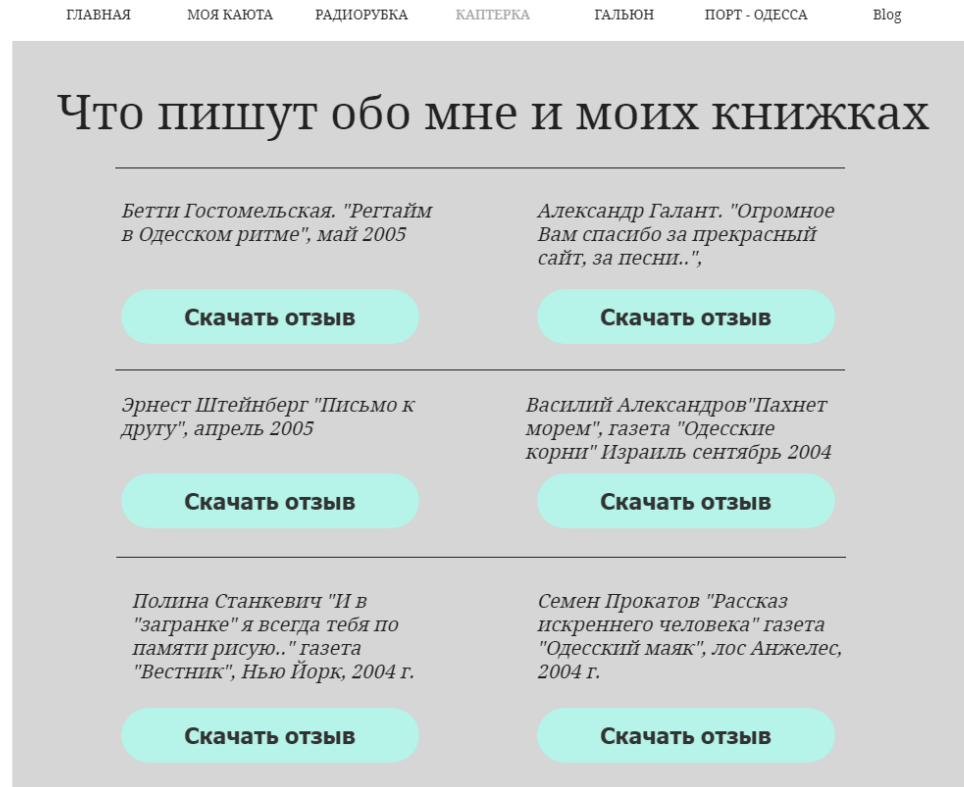 ГЛАВНАЯ МОЯ КАЮТА РАДИОРУБКА КАПТЕРКА ГАЛЬЮН ПОРТ - ОДЕССА Blog
Что пишут обо мне и моих книжках
Бетти Гостомельская. "Регтайм
в Одесском ритме", май 2005
Скачать отзыв
Александр Галант. "Огромное
Вам спасибо за прекрасный
сайт, за песни..",
Скачать отзыв
Эрнест Штейнберг "Письмо к
другу", апрель 2005
Скачать отзыв
Василий Александров"Пахнет
морем", газета "Одесские
корни" Израиль сентябрь 2004
Скачать отзыв
Полина Станкевич "И в
"загранке" я всегда тебя по
памяти рисую.." газета
"Вестник", Нью Йорк, 2004 г.
Скачать отзыв
Семен Прокатов "Рассказ
искреннего человека" газета
"Одесский маяк", лос Анжелес,
2004 г.
Скачать отзыв